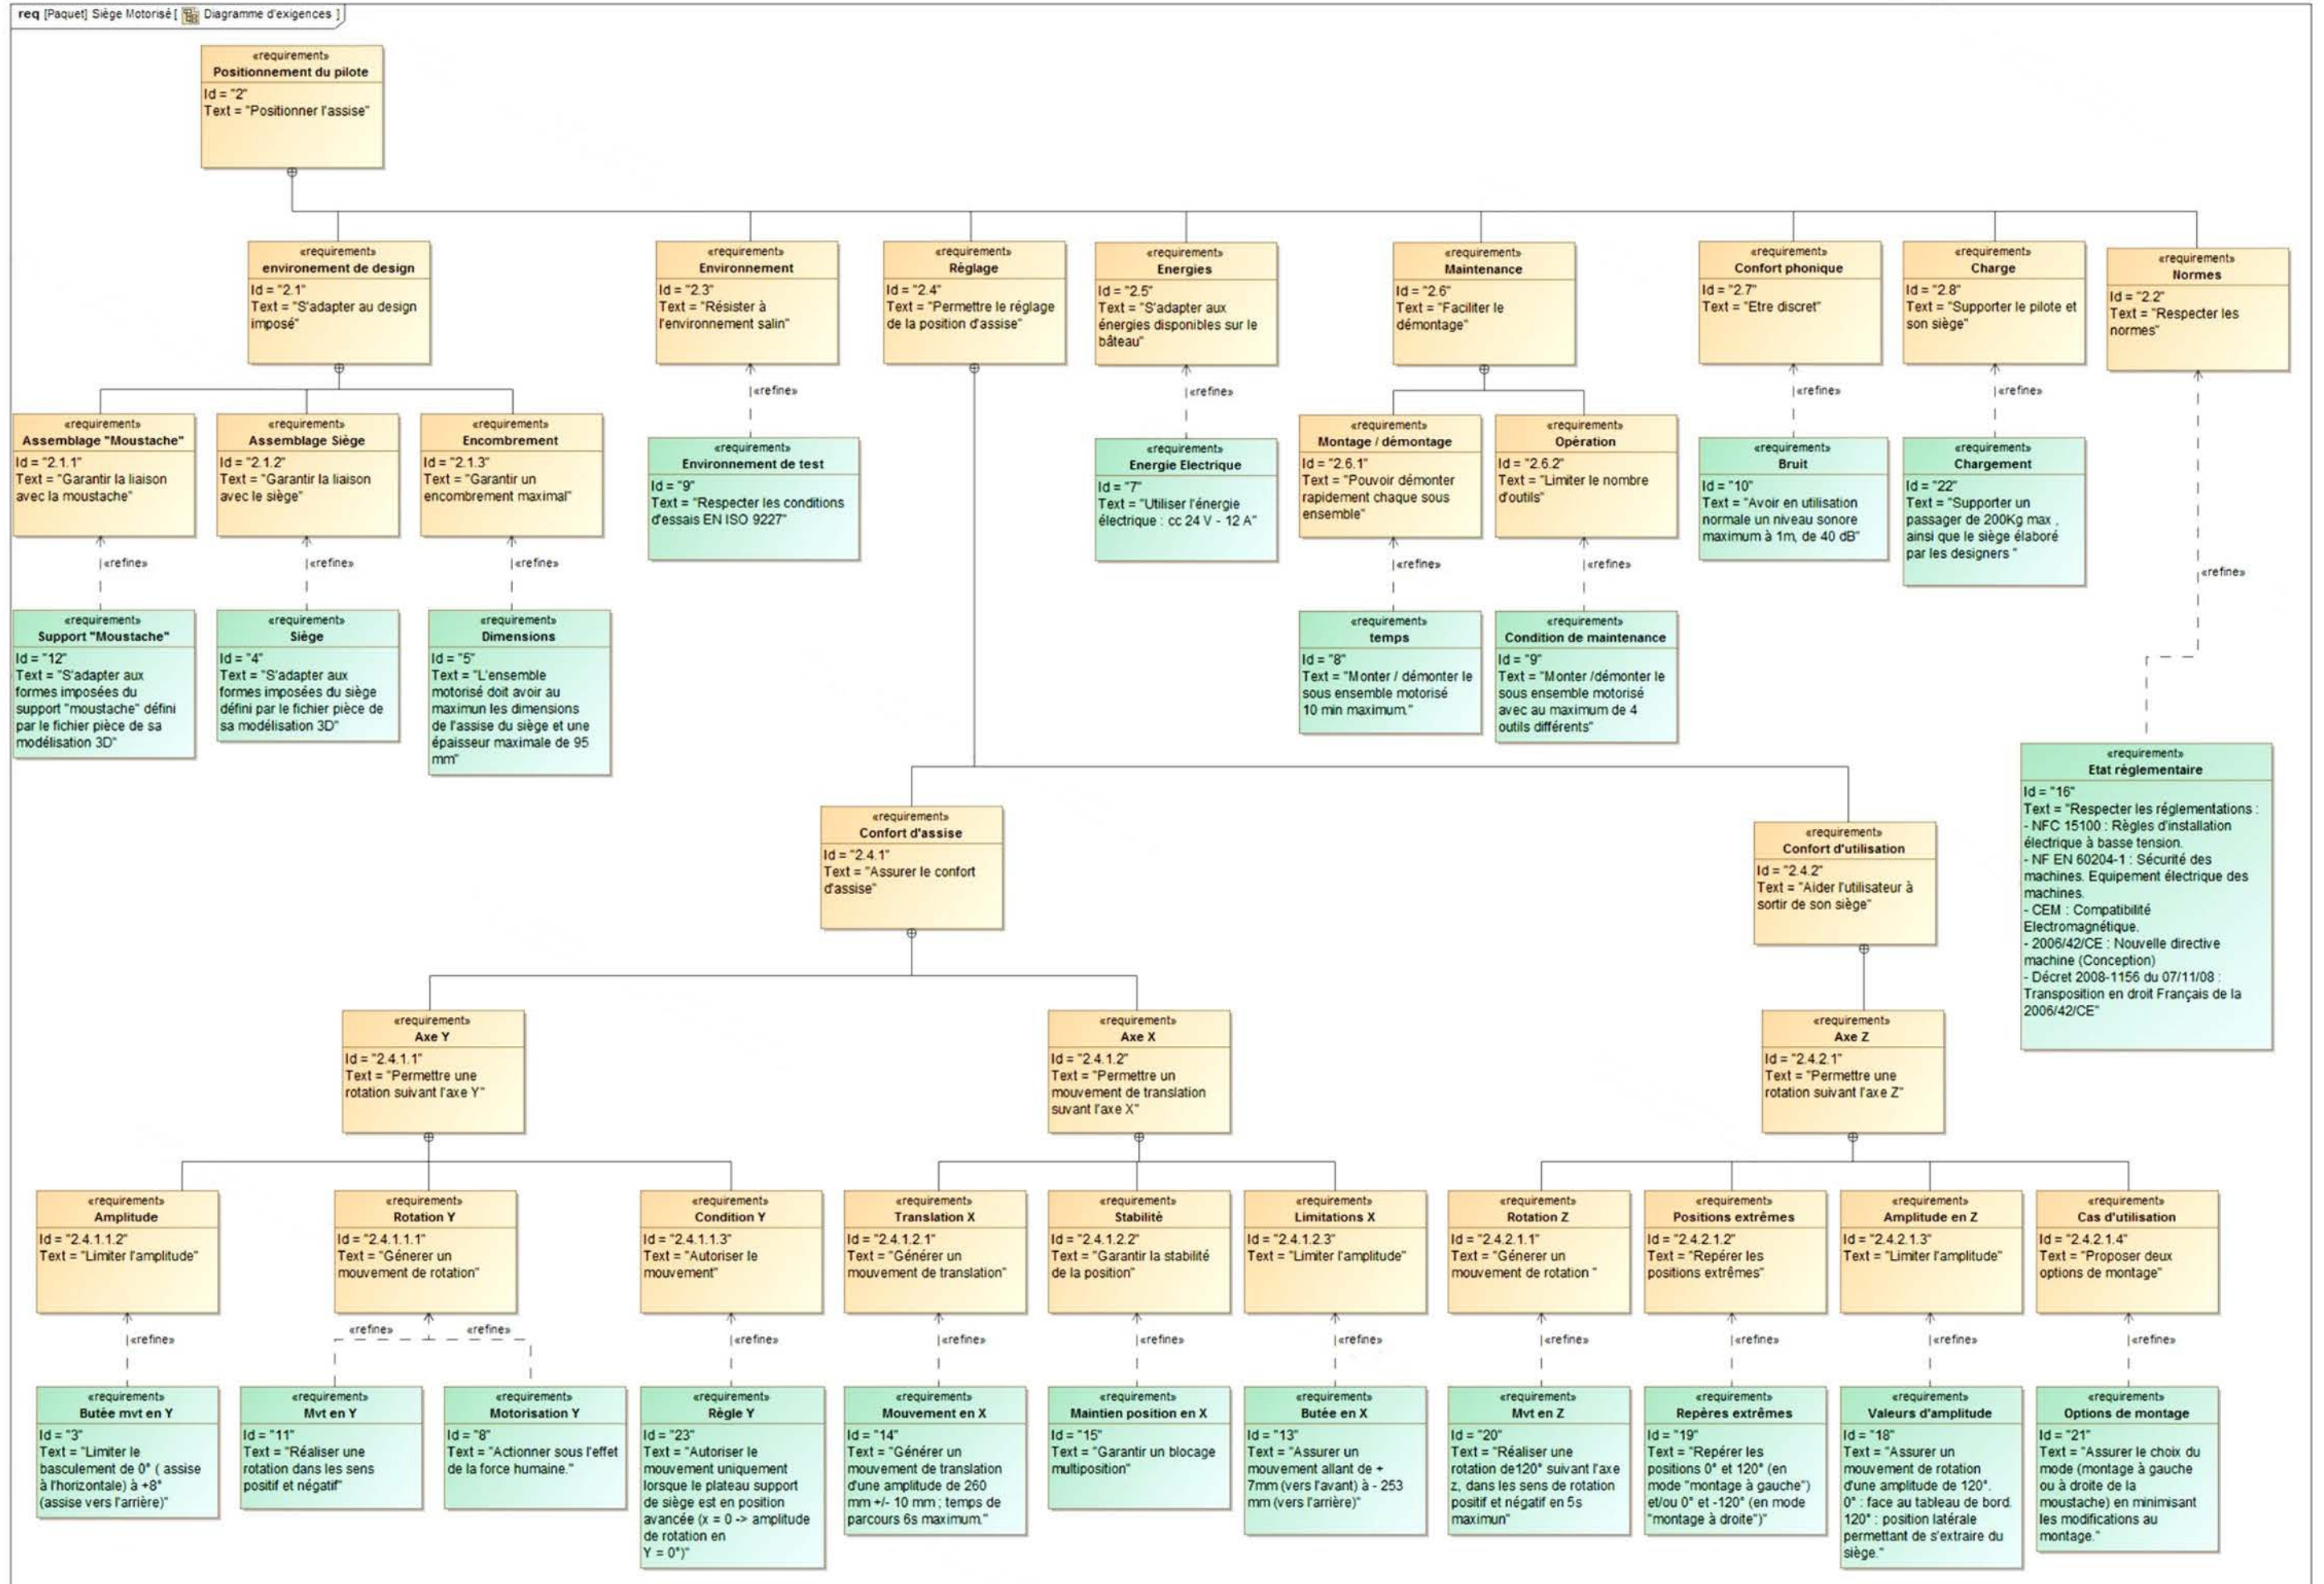 req [Paquet] Siège Motorisé [ Diagramme d'exigences ]
«requirement»
Positionnement du pilote
Id = "2"
Text = "Positionner l'assise"
«requirement»
environement de design
Id = "2.1"
Text = "S'adapter au design
imposé"
«requirement»
Environnement
Id = "2.3"
Text = "Résister à
l'environnement salin"
«requirement»
Réglage
Id = "2.4"
Text = "Permettre le réglage
de la position d'assise"
«requirement»
Energies
Id = "2.5"
Text = "S'adapter aux
énergies disponibles sur le
bâteau"
«requirement»
Maintenance
Id = "2.6"
Text = "Faciliter le
démontage"
«requirement»
Confort phonique
Id = "2.7"
Text = "Etre discret"
«requirement»
Charge
Id = "2.8"
Text = "Supporter le pilote et
son siège"
«requirement»
Normes
Id = "2.2"
Text = "Respecter les
normes"
«refine»
«refine»
«refine»
«refine»
«requirement»
Assemblage "Moustache"
Id = "2.1.1"
Text = "Garantir la liaison
avec la moustache"
«requirement»
Assemblage Siège
Id = "2.1.2"
Text = "Garantir la liaison
avec le siège"
«requirement»
Encombrement
Id = "2.1.3"
Text = "Garantir un
encombrement maximal"
«requirement»
Environnement de test
Id = "9"
Text = "Respecter les conditions
d'essais EN ISO 9227"
«requirement»
Energie Electrique
Id = "7"
Text = "Utiliser l'énergie
électrique : cc 24 V - 12 A"
«requirement»
Montage / démontage
Id = "2.6.1"
Text = "Pouvoir démonter
rapidement chaque sous
ensemble"
«requirement»
Opération
Id = "2.6.2"
Text = "Limiter le nombre
d'outils"
«requirement»
Bruit
Id = "10"
Text = "Avoir en utilisation
normale un niveau sonore
maximum à 1m, de 40 dB"
«requirement»
Chargement
Id = "22"
Text = "Supporter un
passager de 200Kg max ,
ainsi que le siège élaboré
par les designers "
«refine»
«refine»
«refine»
«refine»
«refine»
«refine»
«requirement»
Support "Moustache"
Id = "12"
Text = "S'adapter aux
formes imposées du
support "moustache" défini
par le fichier pièce de sa
modélisation 3D"
«requirement»
Siège
Id = "4"
Text = "S'adapter aux
formes imposées du siège
défini par le fichier pièce de
sa modélisation 3D"
«requirement»
Dimensions
Id = "5"
Text = "L'ensemble
motorisé doit avoir au
maximun les dimensions
de l'assise du siège et une
épaisseur maximale de 95
mm"
«requirement»
temps
Id = "8"
Text = "Monter / démonter le
sous ensemble motorisé
10 min maximum."
«requirement»
Condition de maintenance
Id = "9"
Text = "Monter /démonter le
sous ensemble motorisé
avec au maximum de 4
outils différents"
«requirement»
Etat réglementaire
Id = "16"
Text = "Respecter les réglementations :
- NFC 15100 : Règles d'installation
électrique à basse tension.
- NF EN 60204-1 : Sécurité des
machines. Equipement électrique des
machines.
- CEM : Compatibilité
Electromagnétique.
- 2006/42/CE : Nouvelle directive
machine (Conception)
- Décret 2008-1156 du 07/11/08 :
Transposition en droit Français de la
2006/42/CE"
«requirement»
Confort d'assise
Id = "2.4.1"
Text = "Assurer le confort
d'assise"
«requirement»
Confort d'utilisation
Id = "2.4.2"
Text = "Aider l'utilisateur à
sortir de son siège"
«requirement»
Axe Y
Id = "2.4.1.1"
Text = "Permettre une
rotation suivant l'axe Y"
«requirement»
Axe X
Id = "2.4.1.2"
Text = "Permettre un
mouvement de translation
suvant l'axe X"
«requirement»
Axe Z
Id = "2.4.2.1"
Text = "Permettre une
rotation suivant l'axe Z"
«requirement»
Amplitude
Id = "2.4.1.1.2"
Text = "Limiter l'amplitude"
«requirement»
Rotation Y
Id = "2.4.1.1.1"
Text = "Génerer un
mouvement de rotation"
«requirement»
Condition Y
Id = "2.4.1.1.3"
Text = "Autoriser le
mouvement"
«requirement»
Translation X
Id = "2.4.1.2.1"
Text = "Générer un
mouvement de translation"
«requirement»
Stabilité
Id = "2.4.1.2.2"
Text = "Garantir la stabilité
de la position"
«requirement»
Limitations X
Id = "2.4.1.2.3"
Text = "Limiter l'amplitude"
«requirement»
Rotation Z
Id = "2.4.2.1.1"
Text = "Génerer un
mouvement de rotation "
«requirement»
Positions extrêmes
Id = "2.4.2.1.2"
Text = "Repérer les
positions extrêmes"
«requirement»
Amplitude en Z
Id = "2.4.2.1.3"
Text = "Limiter l'amplitude"
«requirement»
Cas d'utilisation
Id = "2.4.2.1.4"
Text = "Proposer deux
options de montage"
«refine»
«refine»
«refine»
«refine»
«refine»
«refine»
«refine»
«refine»
«refine»
«refine»
«refine»
«requirement»
Butée mvt en Y
Id = "3"
Text = "Limiter le
basculement de 0° ( assise
à l'horizontale) à +8°
(assise vers l'arrière)"
«requirement»
Mvt en Y
Id = "11"
Text = "Réaliser une
rotation dans les sens
positif et négatif"
«requirement»
Motorisation Y
Id = "8"
Text = "Actionner sous l'effet
de la force humaine."
«requirement»
Règle Y
Id = "23"
Text = "Autoriser le
mouvement uniquement
lorsque le plateau support
de siège est en position
avancée (x = 0 -> amplitude
de rotation en
Y = 0°)"
«requirement»
Mouvement en X
Id = "14"
Text = "Générer un
mouvement de translation
d'une amplitude de 260
mm +/- 10 mm ; temps de
parcours 6s maximum."
«requirement»
Maintien position en X
Id = "15"
Text = "Garantir un blocage
multiposition"
«requirement»
Butée en X
Id = "13"
Text = "Assurer un
mouvement allant de +
7mm (vers l'avant) à - 253
mm (vers l'arrière)"
«requirement»
Mvt en Z
Id = "20"
Text = "Réaliser une
rotation de120° suivant l'axe
z, dans les sens de rotation
positif et négatif en 5s
maximun"
«requirement»
Repères extrêmes
Id = "19"
Text = "Repérer les
positions 0° et 120° (en
mode "montage à gauche")
et/ou 0° et -120° (en mode
"montage à droite")"
«requirement»
Valeurs d'amplitude
Id = "18"
Text = "Assurer un
mouvement de rotation
d'une amplitude de 120°.
0° : face au tableau de bord.
120° : position latérale
permettant de s'extraire du
siège."
«requirement»
Options de montage
Id = "21"
Text = "Assurer le choix du
mode (montage à gauche
ou à droite de la
moustache) en minimisant
les modifications au
montage."